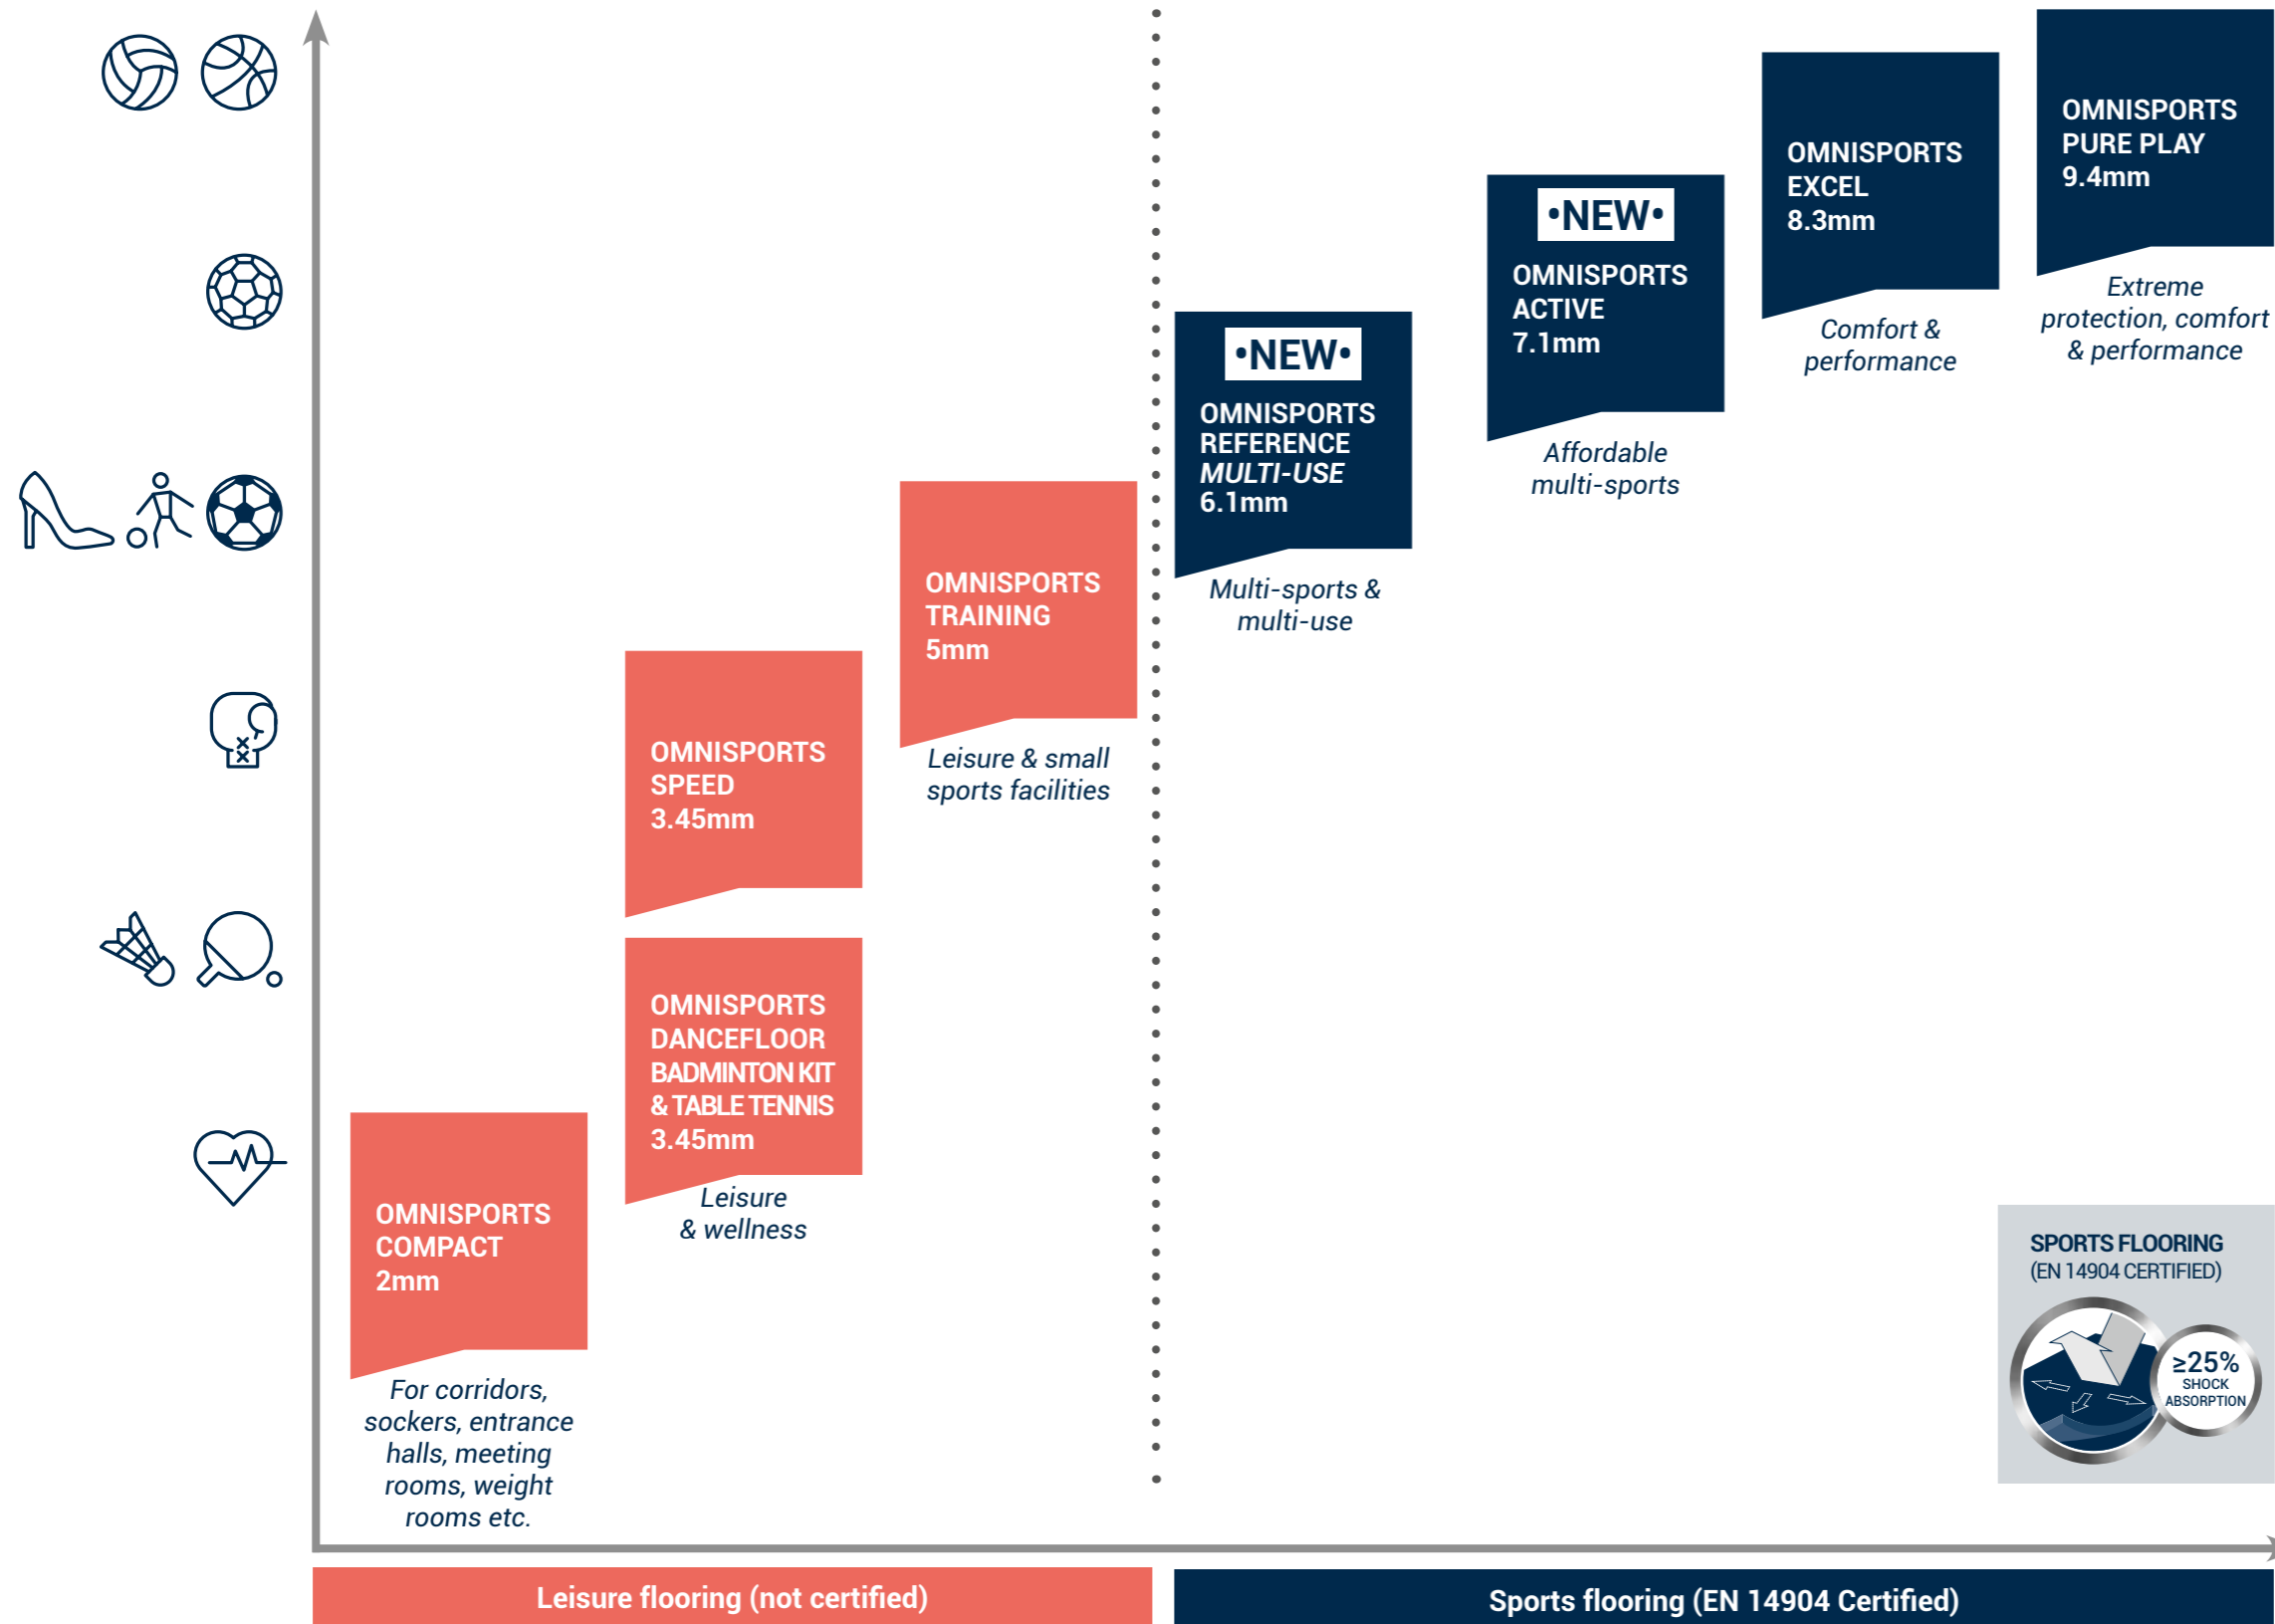 OMNISPORTS
PURE PLAY
9.4mm
Extreme
protection, comfort
& performance
OMNISPORTS
EXCEL
8.3mm
Comfort &
performance
•NEW•
OMNISPORTS
ACTIVE
7.1mm
Affordable
multi-sports
•NEW•
OMNISPORTS
REFERENCE
MULTI-USE
6.1mm
Multi-sports &
multi-use
OMNISPORTS
TRAINING
5mm
Leisure & small
sports facilities
OMNISPORTS
SPEED
3.45mm
OMNISPORTS
DANCEFLOOR
BADMINTON KIT
& TABLE TENNIS
3.45mm
Leisure
& wellness
OMNISPORTS
COMPACT
2mm
For corridors,
sockers, entrance
halls, meeting
rooms, weight
rooms etc.
SPORTS FLOORING
(EN 14904 CERTIFIED)
≥25%
SHOCK
ABSORPTION
Leisure flooring (not certified)
Sports flooring (EN 14904 Certified)